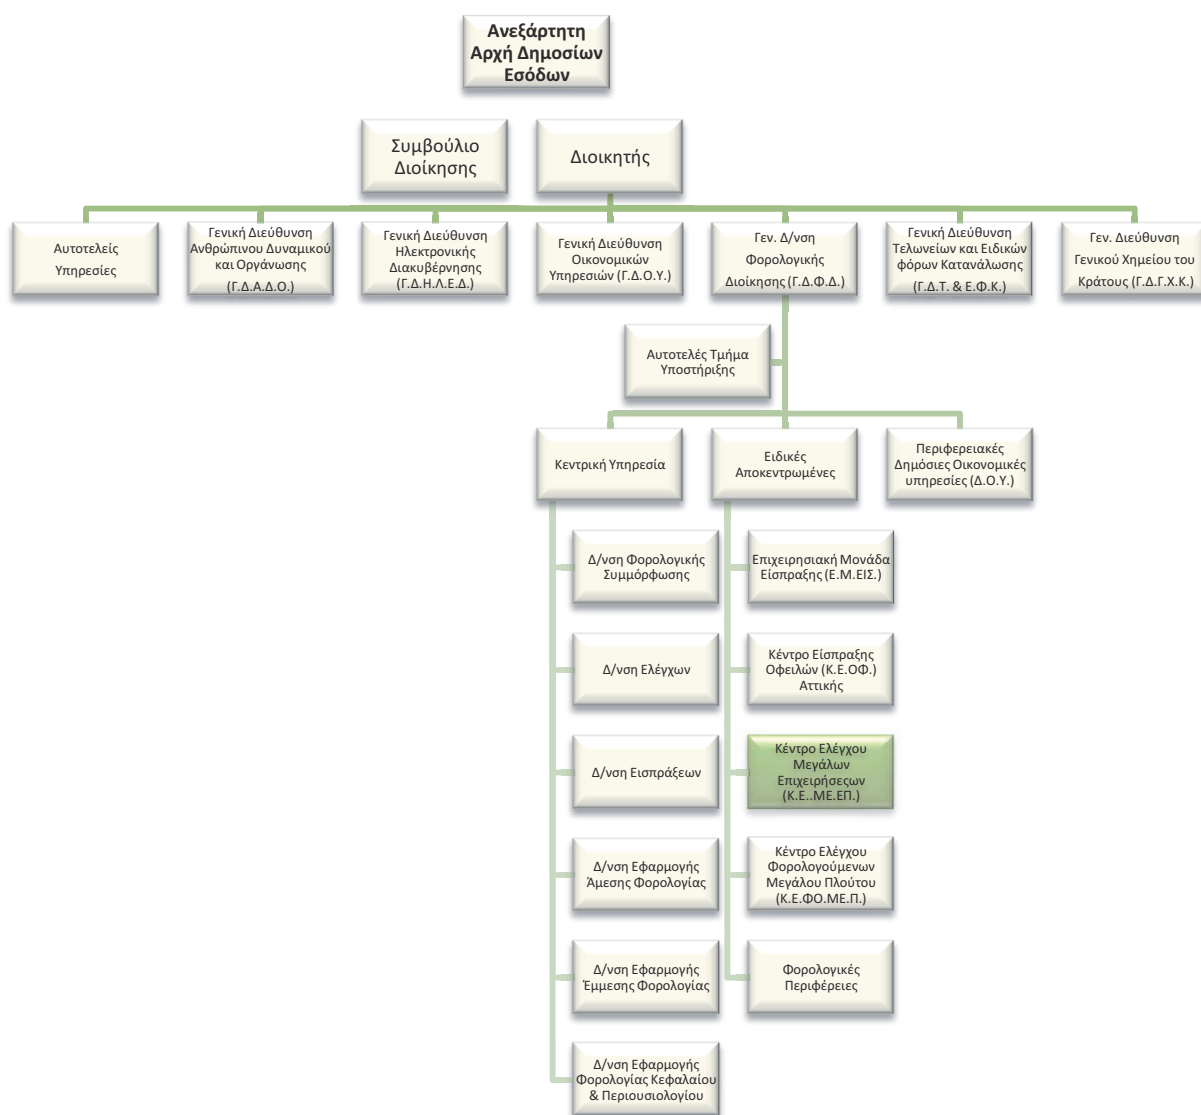 Ανεξάρτητη
Αρχή Δημοσίων
Εσόδων
Συμβούλιο
Διοίκησης
Διοικητής
Αυτοτελείς
Υπηρεσίες
Γενική Διεύθυνση
Ανθρώπινου Δυναμικού
και Οργάνωσης
(Γ.Δ.Α.Δ.Ο.)
Γενική Διεύθυνση
Ηλεκτρονικής
Διακυβέρνησης
(Γ.Δ.Η.Λ.Ε.Δ.)
Γενική Διεύθυνση
Οικονομικών
Υπηρεσιών (Γ.Δ.Ο.Υ.)
Γεν. Δ/νση
Φορολογικής
Διοίκησης (Γ.Δ.Φ.Δ.)
Γενική Διεύθυνση
Τελωνείων και Ειδικών
φόρων Κατανάλωσης
(Γ.Δ.Τ. & Ε.Φ.Κ.)
Γεν. Διεύθυνση
Γενικού Χημείου του
Κράτους (Γ.Δ.Γ.Χ.Κ.)
Αυτοτελές Τμήμα
Υποστήριξης
Κεντρική Υπηρεσία
Ειδικές
Αποκεντρωμένες
Περιφερειακές
Δημόσιες Οικονομικές
υπηρεσίες (Δ.Ο.Υ.)
Δ/νση Φορολογικής
Συμμόρφωσης
Δ/νση Ελέγχων
Δ/νση Εισπράξεων
Δ/νση Εφαρμογής
Άμεσης Φορολογίας
Δ/νση Εφαρμογής
Έμμεσης Φορολογίας
Δ/νση Εφαρμογής
Φορολογίας Κεφαλαίου
& Περιουσιολογίου
Επιχειρησιακή Μονάδα
Είσπραξης (Ε.Μ.ΕΙΣ.)
Κέντρο Είσπραξης
Οφειλών (Κ.Ε.ΟΦ.)
Αττικής
Κέντρο Ελέγχου
Μεγάλων
Επιχειρήσεçων
(Κ.Ε..ΜΕ.ΕΠ.)
Κέντρο Ελέγχου
Φορολογούμενων
Μεγάλου Πλούτου
(Κ.Ε.ΦΟ.ΜΕ.Π.)
Φορολογικές
Περιφέρειες